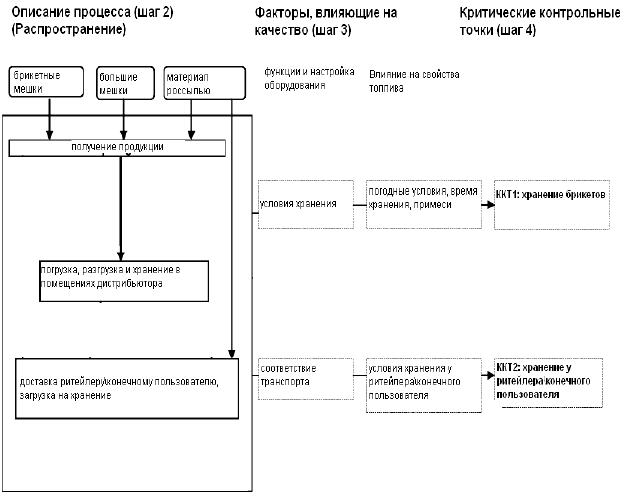 Описание процесса (шаг 2)
(Распространение)
Факторы, влияющие на
качество (шаг 3)
Критические контрольные
точки (шаг 4)
брикетные
мешки
большие
мешки
материал
россыпью
функции и настройка
оборудования
Влияние на свойства
топлива
получение продукции
условия хранения
погодные условия, время
хранения, примеси
ККТ1: хранение брикетов
погрузка, разгрузка и хранение в
помещениях дистрибьютора
доставка ритейлеру\конечному пользователю,
загрузка на хранение
соответствие
транспорта
условия хранения у
ритейлера\конечного
пользователя
ККТ2: хранение у
ритейлера\конечного
пользователя